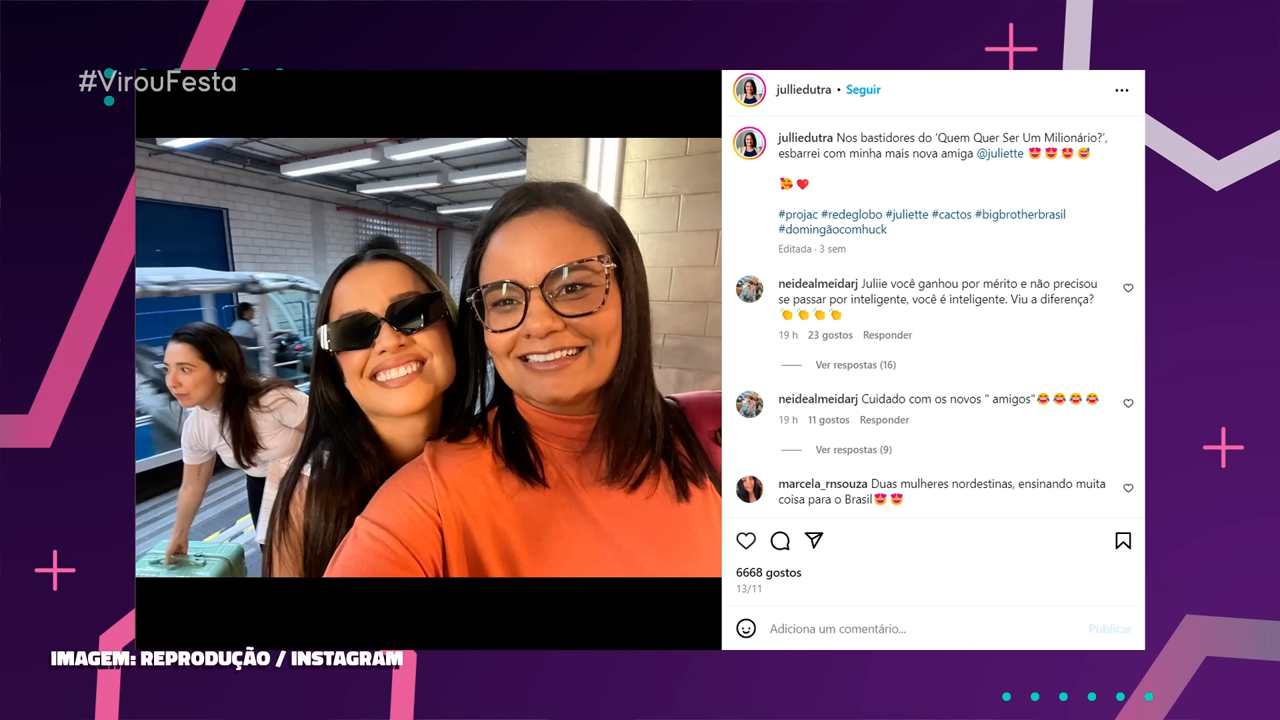 #VirouFesta
julliedutra • Seguir
julliedutra Nos bastidores do ‘Quem Quer Ser Um Milionário?’,
esbarrei com minha mais nova amiga @juliette 😍😍😍😅
🥰❤️
#projac #redeglobo #juliette #cactos #bigbrotherbrasil
#domingãocomhuck
Editada · 3 sem
neidealmeidarj Juliie você ganhou por mérito e não precisou
se passar por inteligente, você é inteligente. Viu a diferença?
👏👏👏👏
19 h 23 gostos Responder
Ver respostas (16)
neidealmeidarj Cuidado com os novos " amigos"😂😂😂😂
19 h 11 gostos Responder
Ver respostas (9)
marcela_rnsouza Duas mulheres nordestinas, ensinando muita
coisa para o Brasil😍😍
6668 gostos
13/11
Adiciona um comentário...
Publicar
IMAGEM: REPRODUÇÃO / INSTAGRAM